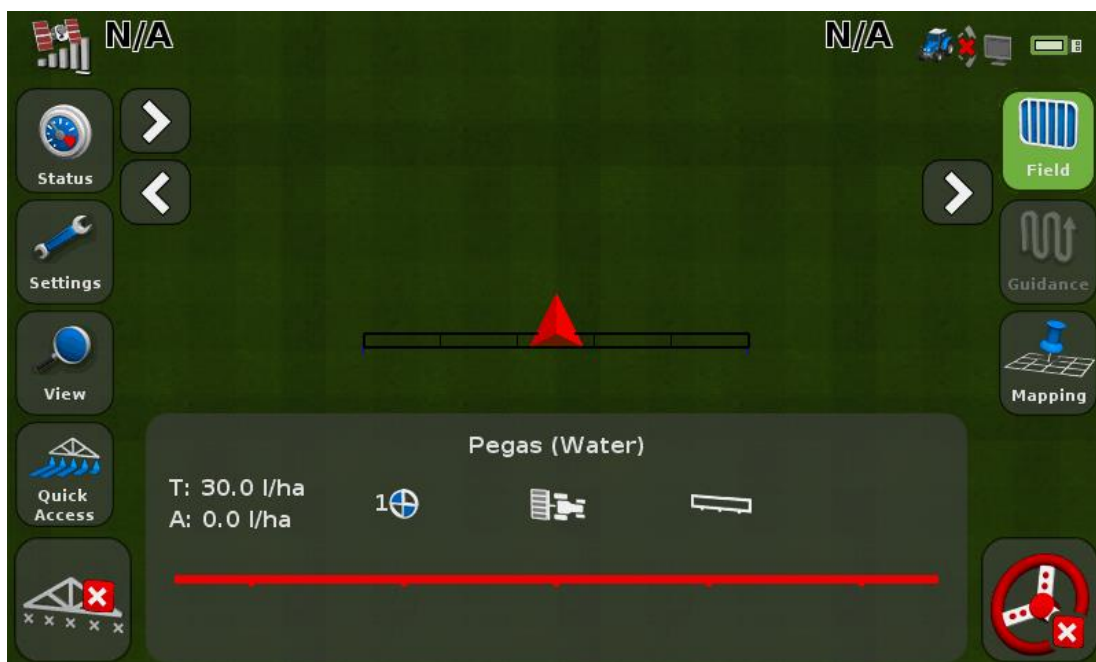 N/A
N/A
Status
Field
Settings
Guidance
View
Mapping
Quick
Access
Pegas (Water)
T: 30.0 l/ha
A: 0.0 l/ha
1